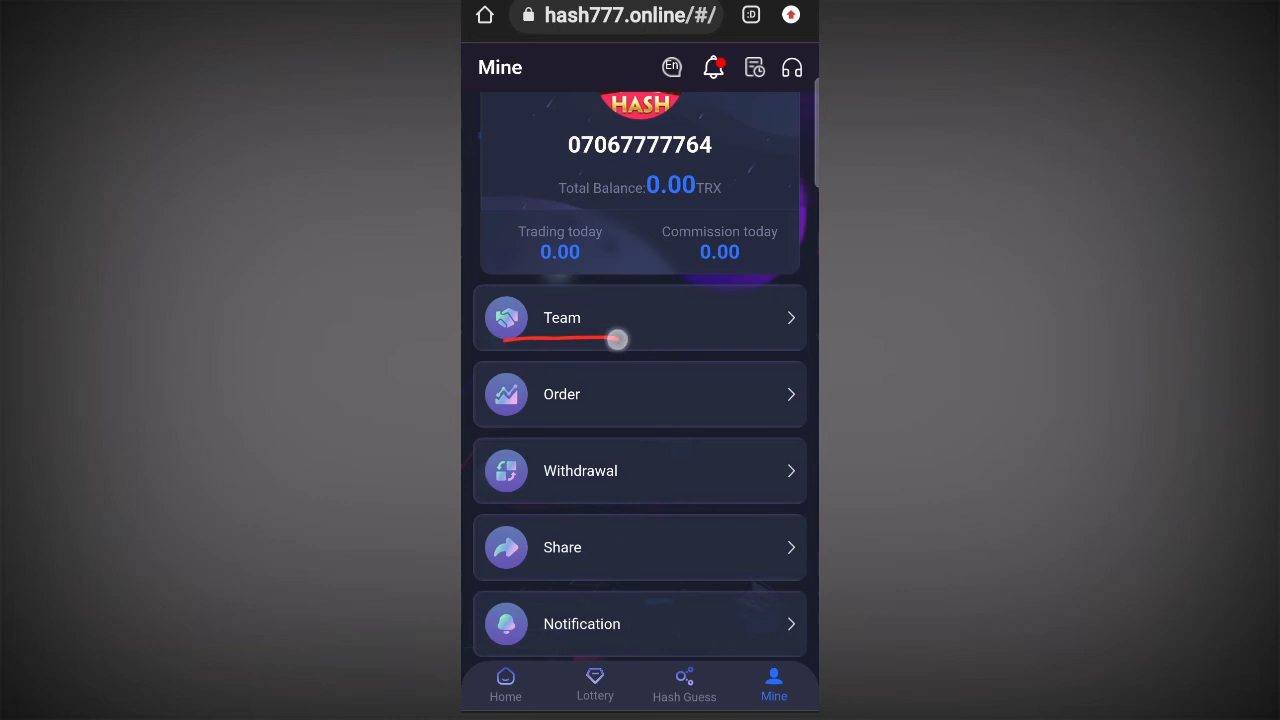 hash777.online/#/
:D
Mine
En
HASH
07067777764
Total Balance:0.00TRX
Trading today
Commission today
0.00
0.00
Team
Order
Withdrawal
Share
Notification
Home
Lottery
Hash Guess
Mine